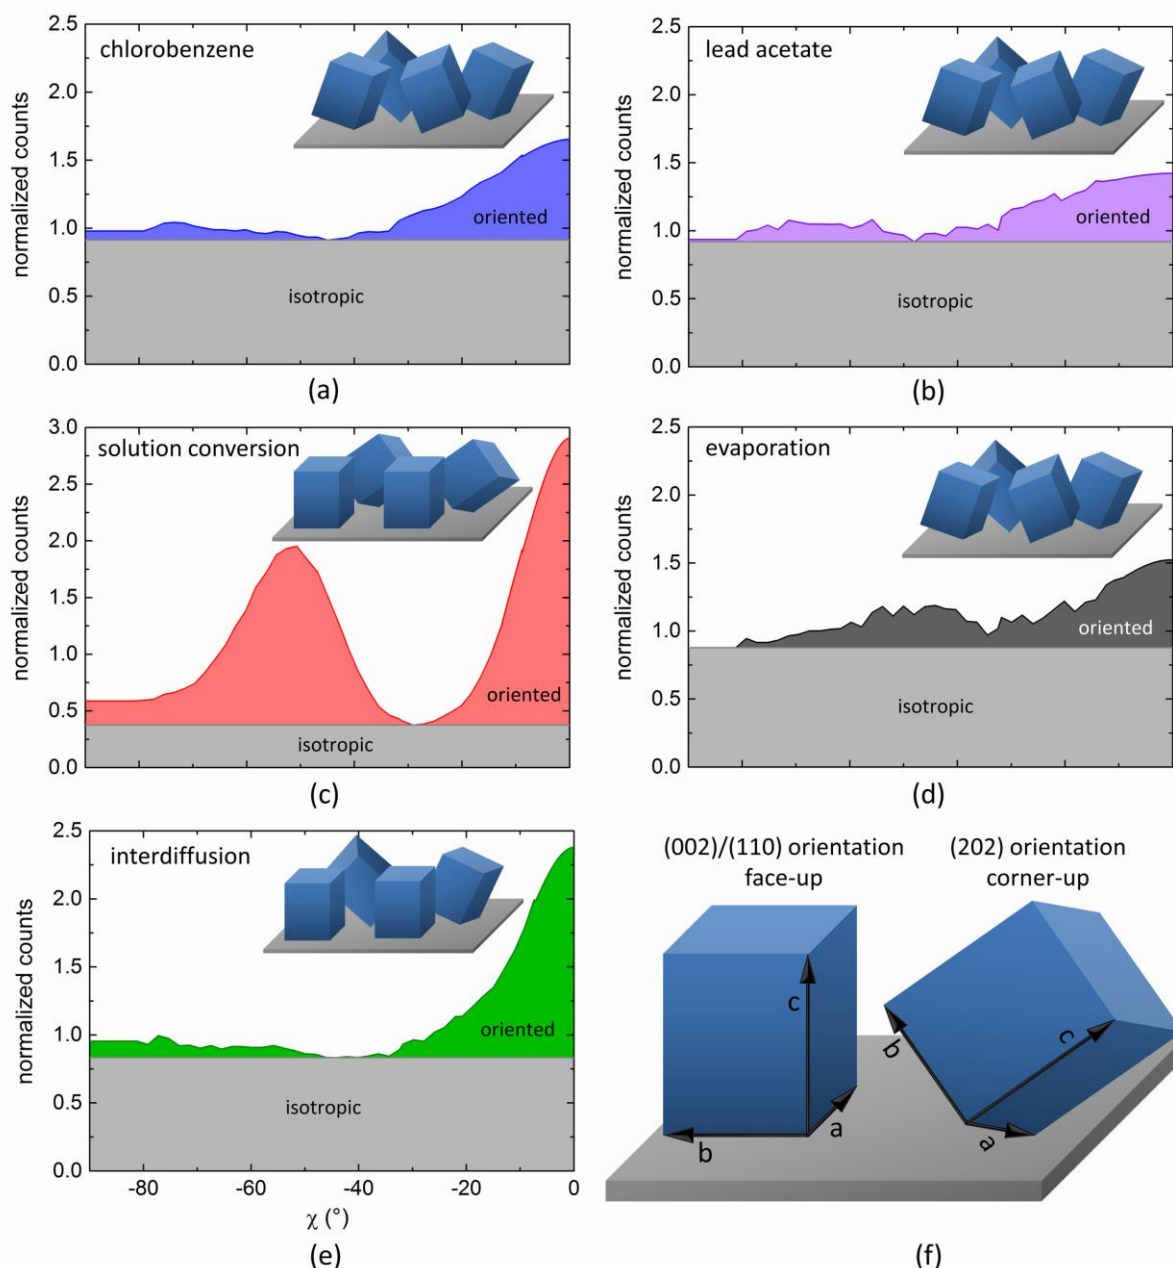 chlorobenzene
normalized counts
2.5
2.0
1.5
1.0
0.5
0.0
oriented
isotropic
(a)
lead acetate
normalized counts
2.5
2.0
1.5
1.0
0.5
0.0
oriented
isotropic
(b)
solution conversion
normalized counts
3.0
2.5
2.0
1.5
1.0
0.5
0.0
oriented
isotropic
(c)
evaporation
normalized counts
2.5
2.0
1.5
1.0
0.5
0.0
oriented
isotropic
(d)
interdiffusion
normalized counts
2.5
2.0
1.5
1.0
0.5
0.0
oriented
isotropic
-80 -60 -40 -20 0
χ (°)
(e)
(002)/(110) orientation
face-up
(202) orientation
corner-up
c
b
a
b
c
a
(f)